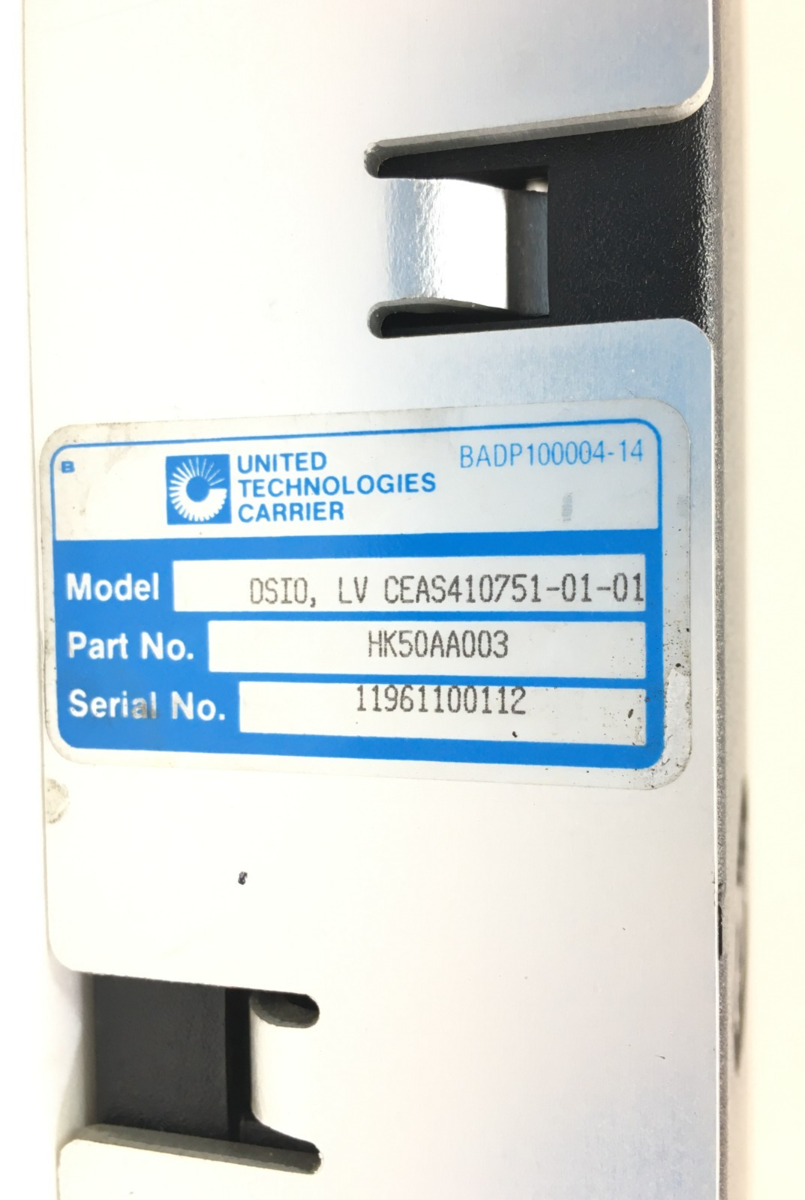 B
UNITED
TECHNOLOGIES
CARRIER
BADP100004-14
Model DSIO, LV CEAS410751-01-01
Part No. HK50AA003
Serial No. 11961100112